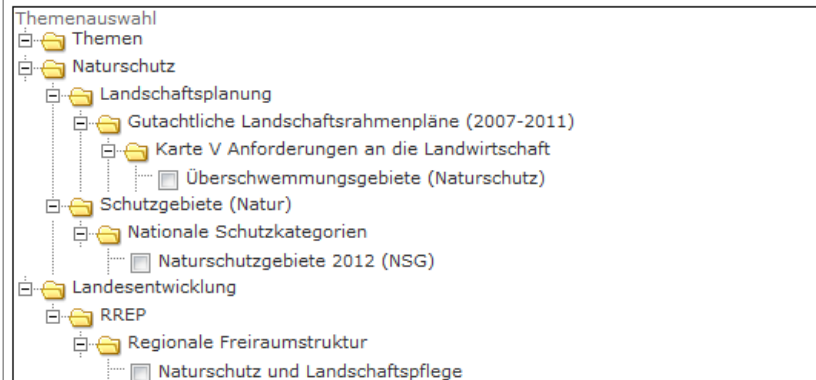 Themenauswahl
Themen
Naturschutz
Landschaftsplanung
Gutachtliche Landschaftsrahmenpläne (2007-2011)
Karte V Anforderungen an die Landwirtschaft
Überschwemmungsgebiete (Naturschutz)
Schutzgebiete (Natur)
Nationale Schutzkategorien
Naturschutzgebiete 2012 (NSG)
Landesentwicklung
RREP
Regionale Freiraumstruktur
Naturschutz und Landschaftspflege